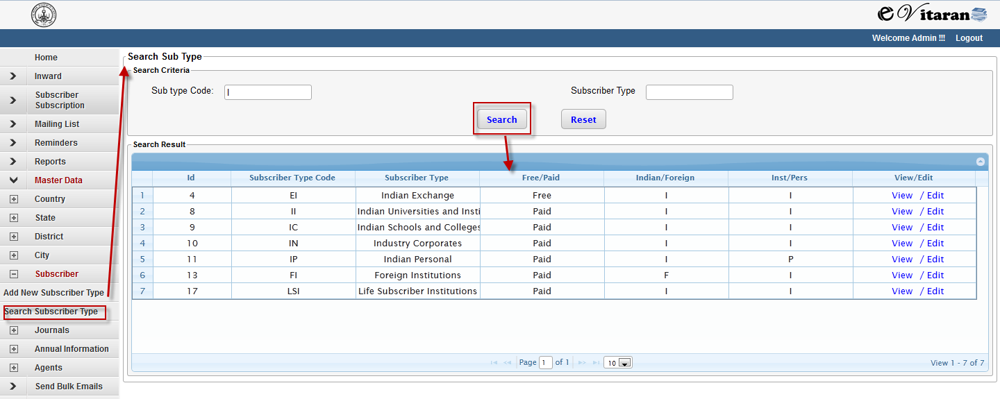 e Vitaran
Welcome Admin !!! Logout
Home
Inward
Subscriber
Subscription
Mailing List
Reminders
Reports
Master Data
Country
State
District
City
Subscriber
Add New Subscriber Type
Search Subscriber Type
Journals
Annual Information
Agents
Send Bulk Emails
Search Sub Type
Search Criteria
Sub type Code: I Subscriber Type
Search Reset
Search Result
Id Subscriber Type Code Subscriber Type Free/Paid Indian/Foreign Inst/Pers View/Edit
1 4 EI Indian Exchange Free I I View / Edit
2 8 II Indian Universities and Insti Paid I I View / Edit
3 9 IC Indian Schools and Colleges Paid I I View / Edit
4 10 IN Industry Corporates Paid I I View / Edit
5 11 IP Indian Personal Paid I P View / Edit
6 13 FI Foreign Institutions Paid F I View / Edit
7 17 LSI Life Subscriber Institutions Paid I I View / Edit
Page 1 of 1 10 View 1 - 7 of 7